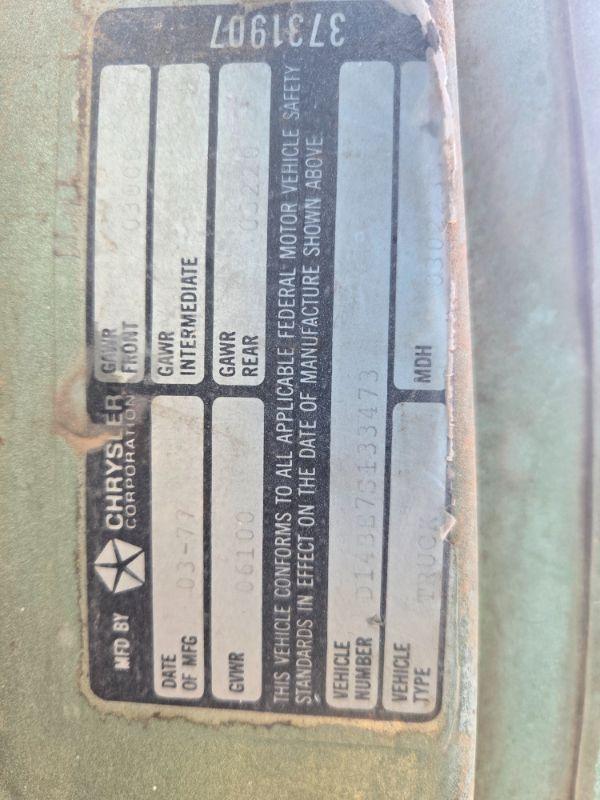 MFD BY CHRYSLER CORPORATION
GAWR FRONT
DATE OF MFG 03-77
GAWR INTERMEDIATE
GVWR 06100
GAWR REAR
THIS VEHICLE CONFORMS TO ALL APPLICABLE FEDERAL MOTOR VEHICLE SAFETY
STANDARDS IN EFFECT ON THE DATE OF MANUFACTURE SHOWN ABOVE.
VEHICLE NUMBER D14BE7S133473
VEHICLE TYPE TRUCK
MDH
3731907